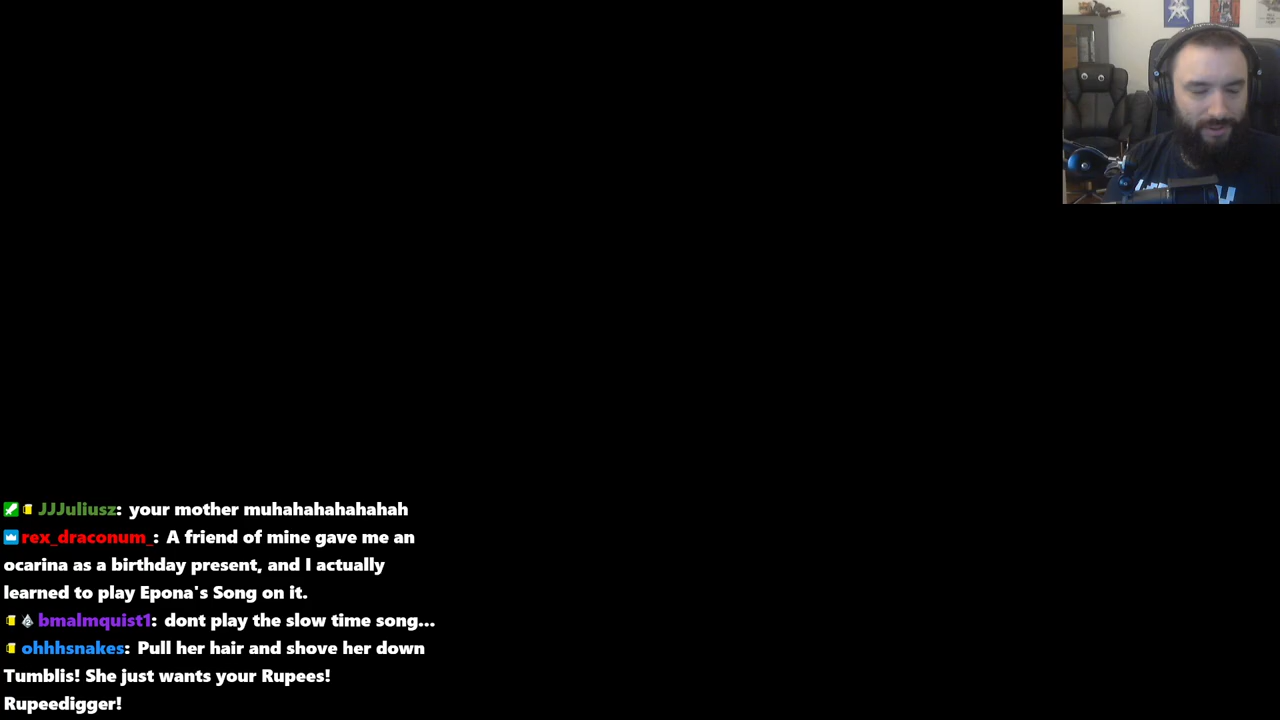 JJJuliusz: your mother muhahahahahahah
rex_draconum_: A friend of mine gave me an
ocarina as a birthday present, and I actually
learned to play Epona's Song on it.
bmalmquist1: dont play the slow time song...
ohhhsnakes: Pull her hair and shove her down
Tumblis! She just wants your Rupees!
Rupeedigger!